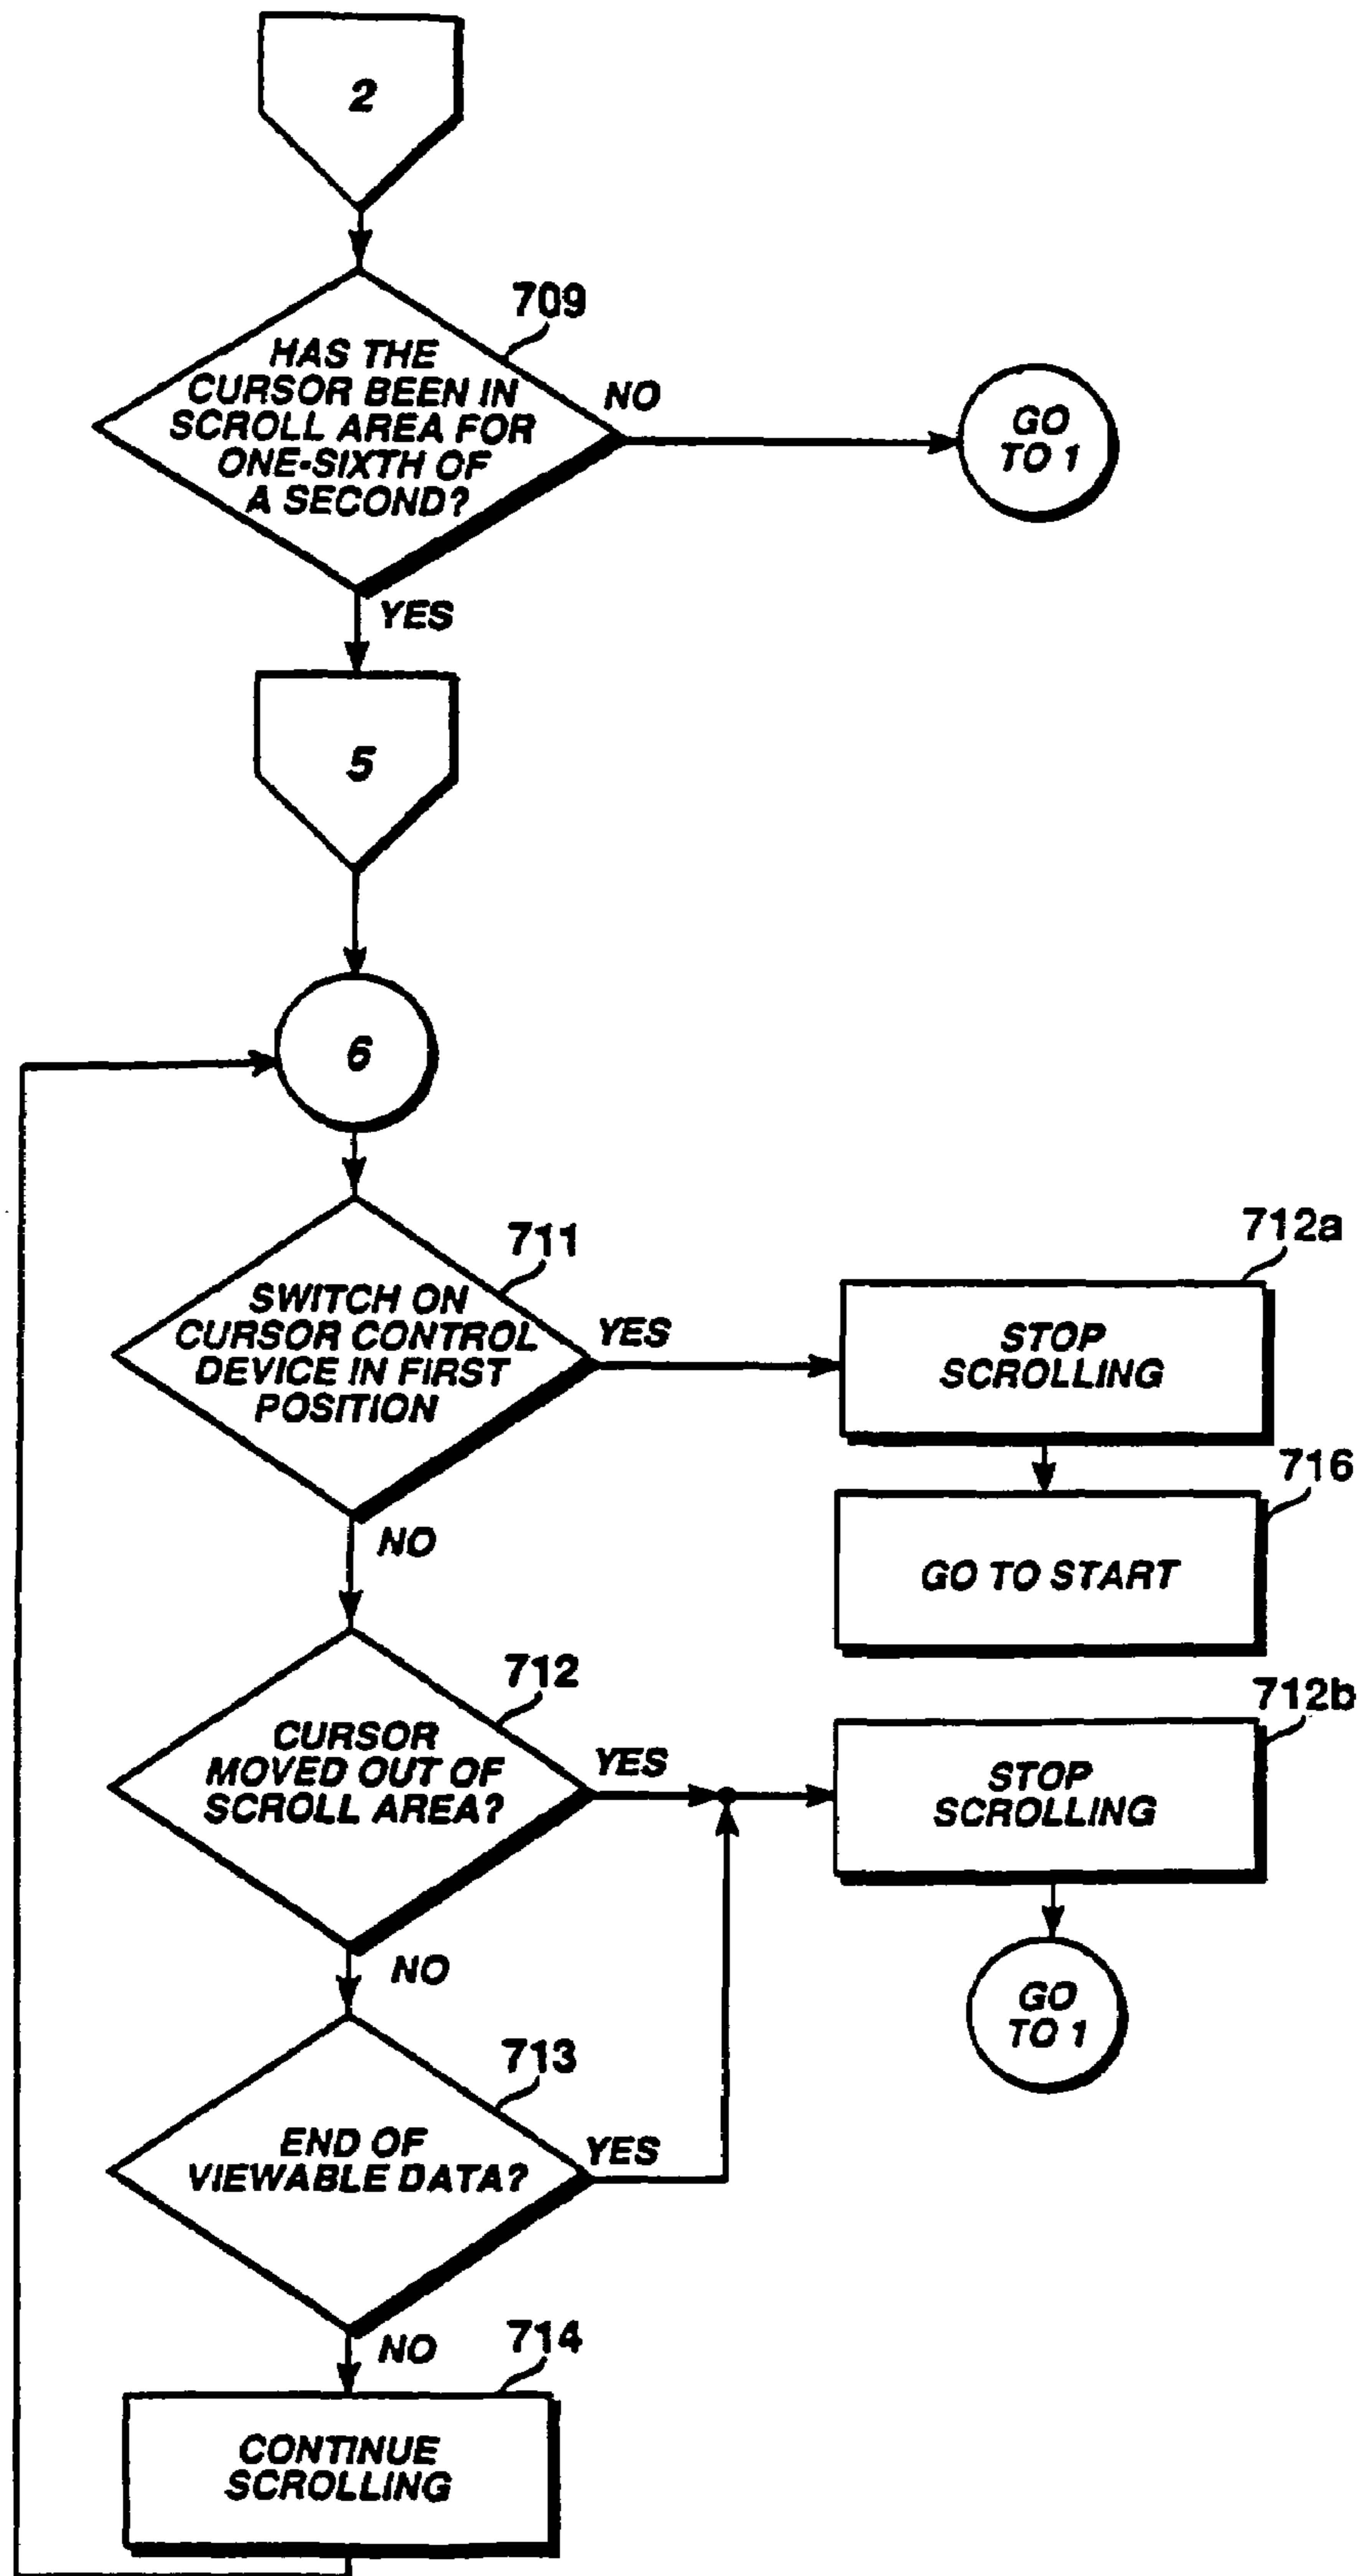 2
709
HAS THE
CURSOR BEEN IN
SCROLL AREA FOR
ONE-SIXTH OF
A SECOND?
NO
GO
TO 1
YES
5
6
711
SWITCH ON
CURSOR CONTROL
DEVICE IN FIRST
POSITION
YES
712a
STOP
SCROLLING
716
GO TO START
NO
712
CURSOR
MOVED OUT OF
SCROLL AREA?
YES
712b
STOP
SCROLLING
GO
TO 1
NO
713
END OF
VIEWABLE DATA?
YES
NO
714
CONTINUE
SCROLLING